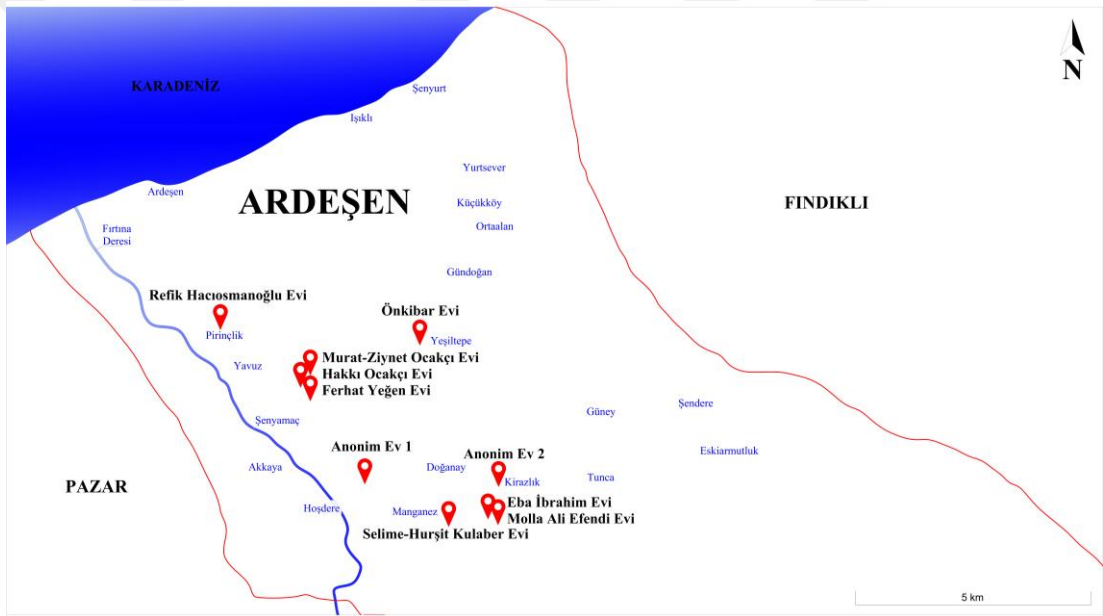 KARADENİZ
N
Şenyurt
Işıklı
Yurtsever
Ardeşen
ARDEŞEN
Küçükköy
FINDIKLI
Ortaalan
Fırtına
Deresi
Gündoğan
Refik Hacıosmanoğlu Evi
Önkibar Evi
Pirinçlik
Yeşiltepe
Murat-Ziynet Ocakçı Evi
Yavuz
Hakkı Ocakçı Evi
Ferhat Yeğen Evi
Şendere
Güney
Şenyamaç
Anonim Ev 1
Eskiarmutluk
Anonim Ev 2
Akkaya
Doğanay
Tunca
Kirazlık
PAZAR
Eba İbrahim Evi
Hoşdere
Manganez
Molla Ali Efendi Evi
Selime-Hurşit Kulaber Evi
5 km